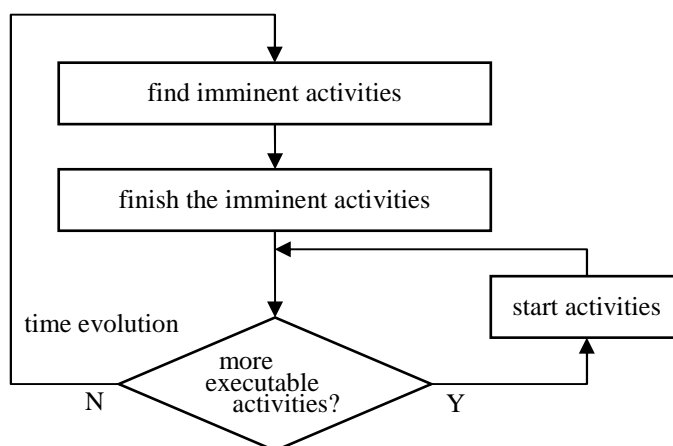 find imminent activities
finish the imminent activities
start activities
time evolution
more
executable
activities?
N
Y